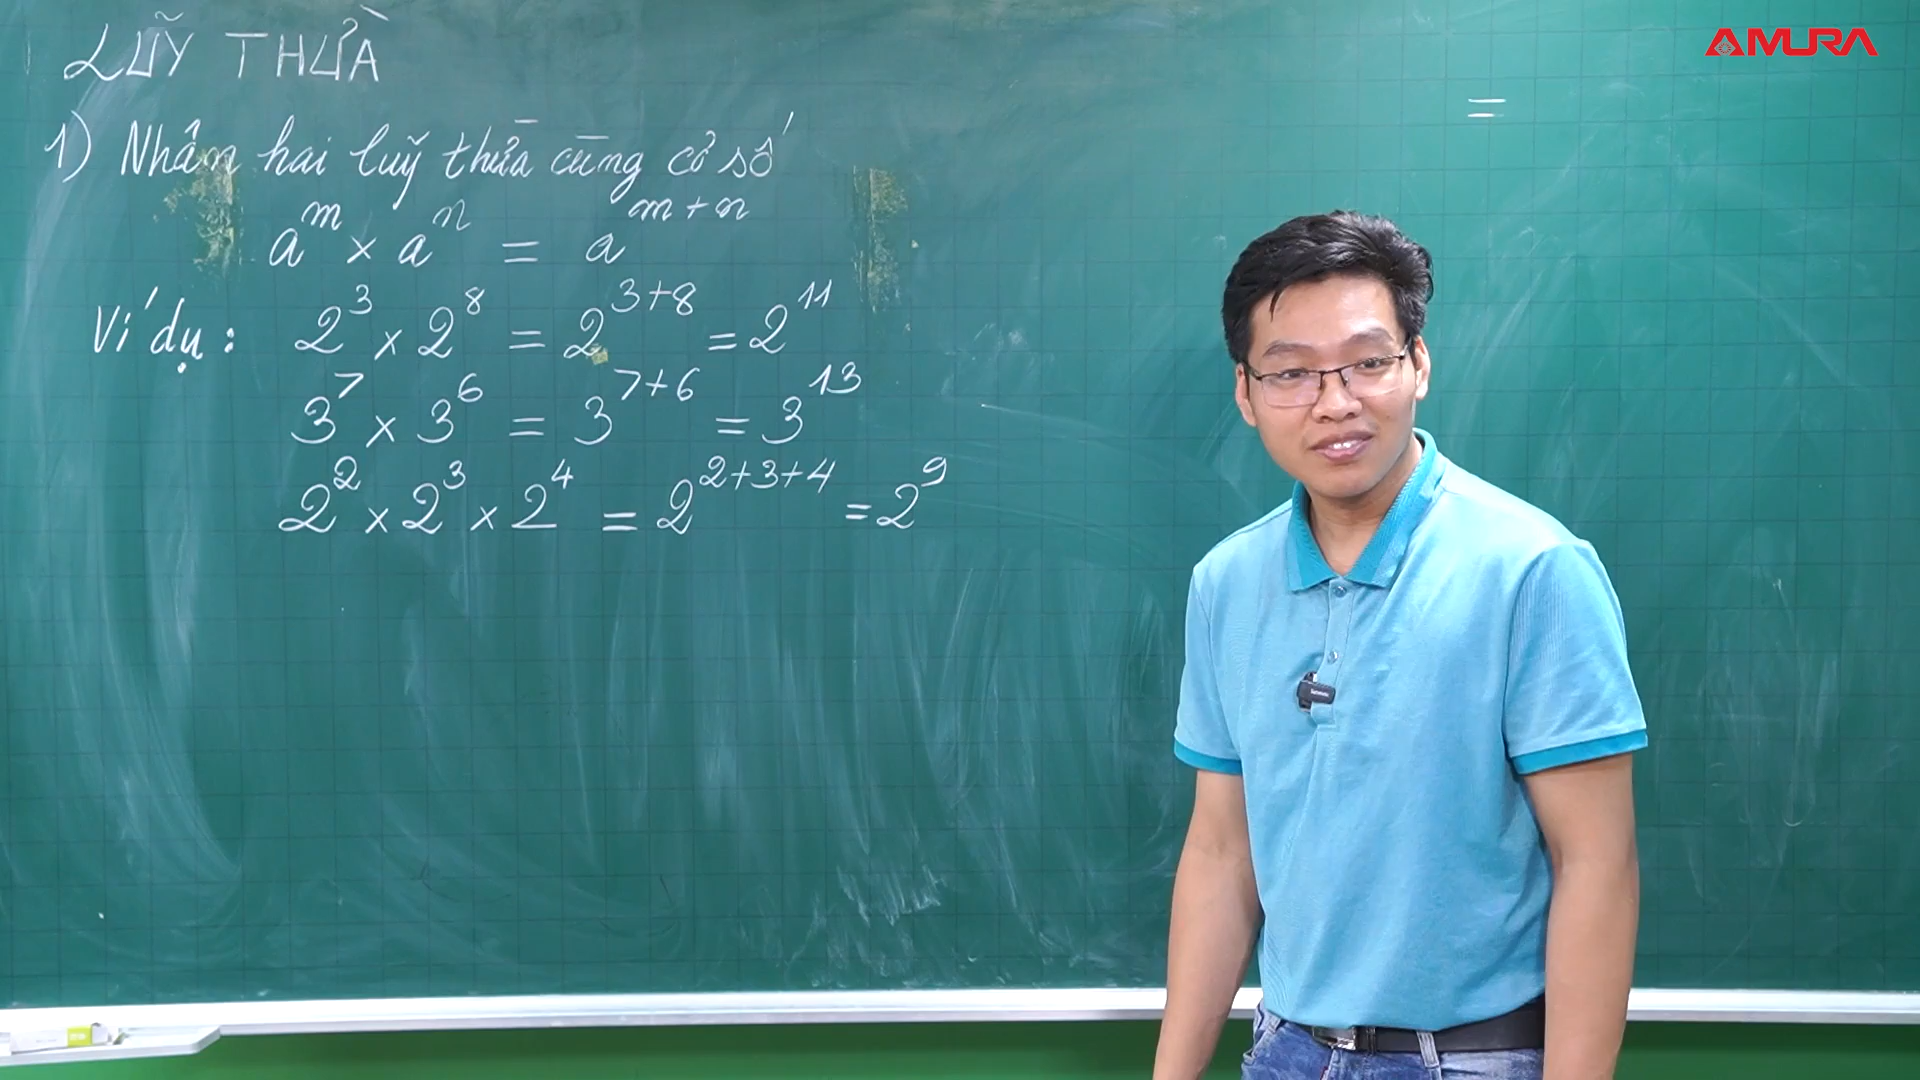 LUỸ THỪA
AMURA
=
1) Nhân hai luỹ thừa cùng cơ số
a^m × a^n = a^{m+n}
Ví dụ: 2^3 × 2^8 = 2^{3+8} = 2^{11}
3^7 × 3^6 = 3^{7+6} = 3^{13}
2^2 × 2^3 × 2^4 = 2^{2+3+4} = 2^9